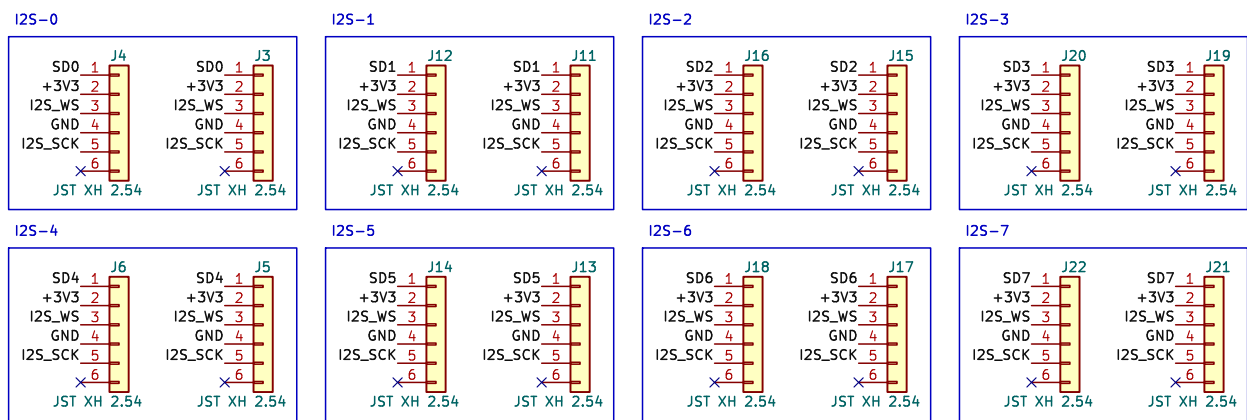 I2S-0
J4 J3
SD0 1 SD0 1
+3V3 2 +3V3 2
I2S_WS 3 I2S_WS 3
GND 4 GND 4
I2S_SCK 5 I2S_SCK 5
6 6
JST XH 2.54 JST XH 2.54
I2S-1
J12 J11
SD1 1 SD1 1
+3V3 2 +3V3 2
I2S_WS 3 I2S_WS 3
GND 4 GND 4
I2S_SCK 5 I2S_SCK 5
6 6
JST XH 2.54 JST XH 2.54
I2S-2
J16 J15
SD2 1 SD2 1
+3V3 2 +3V3 2
I2S_WS 3 I2S_WS 3
GND 4 GND 4
I2S_SCK 5 I2S_SCK 5
6 6
JST XH 2.54 JST XH 2.54
I2S-3
J20 J19
SD3 1 SD3 1
+3V3 2 +3V3 2
I2S_WS 3 I2S_WS 3
GND 4 GND 4
I2S_SCK 5 I2S_SCK 5
6 6
JST XH 2.54 JST XH 2.54
I2S-4
J6 J5
SD4 1 SD4 1
+3V3 2 +3V3 2
I2S_WS 3 I2S_WS 3
GND 4 GND 4
I2S_SCK 5 I2S_SCK 5
6 6
JST XH 2.54 JST XH 2.54
I2S-5
J14 J13
SD5 1 SD5 1
+3V3 2 +3V3 2
I2S_WS 3 I2S_WS 3
GND 4 GND 4
I2S_SCK 5 I2S_SCK 5
6 6
JST XH 2.54 JST XH 2.54
I2S-6
J18 J17
SD6 1 SD6 1
+3V3 2 +3V3 2
I2S_WS 3 I2S_WS 3
GND 4 GND 4
I2S_SCK 5 I2S_SCK 5
6 6
JST XH 2.54 JST XH 2.54
I2S-7
J22 J21
SD7 1 SD7 1
+3V3 2 +3V3 2
I2S_WS 3 I2S_WS 3
GND 4 GND 4
I2S_SCK 5 I2S_SCK 5
6 6
JST XH 2.54 JST XH 2.54